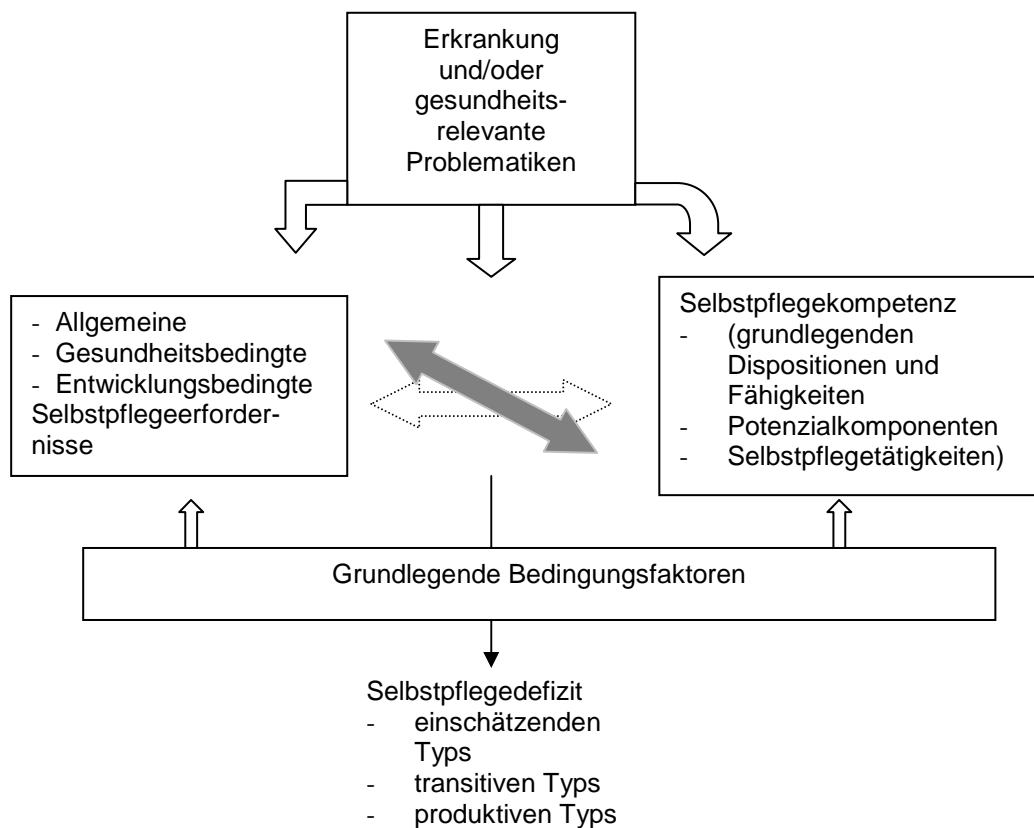 Erkrankung
und/oder
gesundheits-
relevante
Problematiken
- Allgemeine
- Gesundheitsbedingte
- Entwicklungsbedingte
Selbstpflegeerforder-
nisse
Selbstpflegekompetenz
- (grundlegenden
Dispositionen und
Fähigkeiten
- Potenzialkomponenten
- Selbstpflegetätigkeiten)
Grundlegende Bedingungsfaktoren
Selbstpflegedefizit
- einschätzenden
Typs
- transitiven Typs
- produktiven Typs